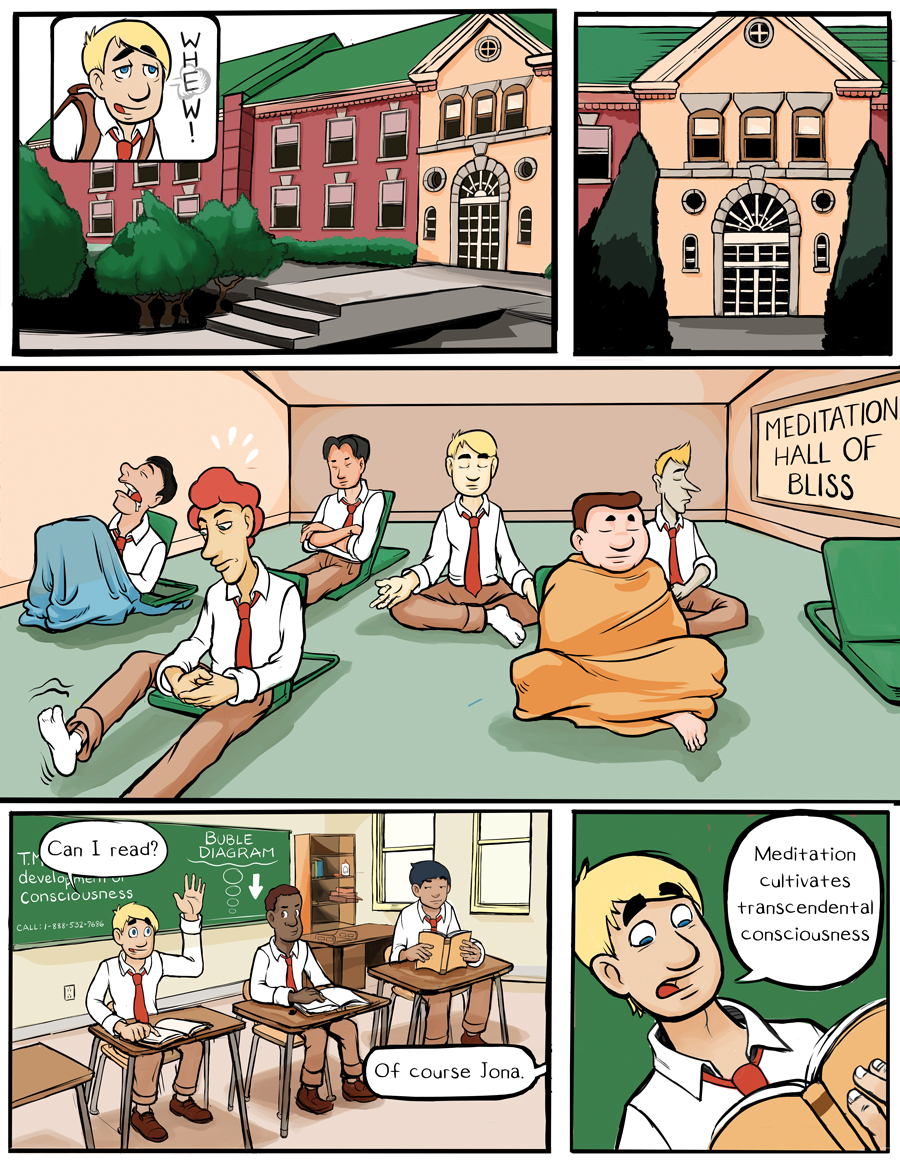 WHEW!
MEDITATION
HALL OF
BLISS
Can I read?
T.M
development of
Consciousness
CALL: 1-888-532-7686
BUBLE
DIAGRAM
Of course Jona.
Meditation
cultivates
transcendental
consciousness